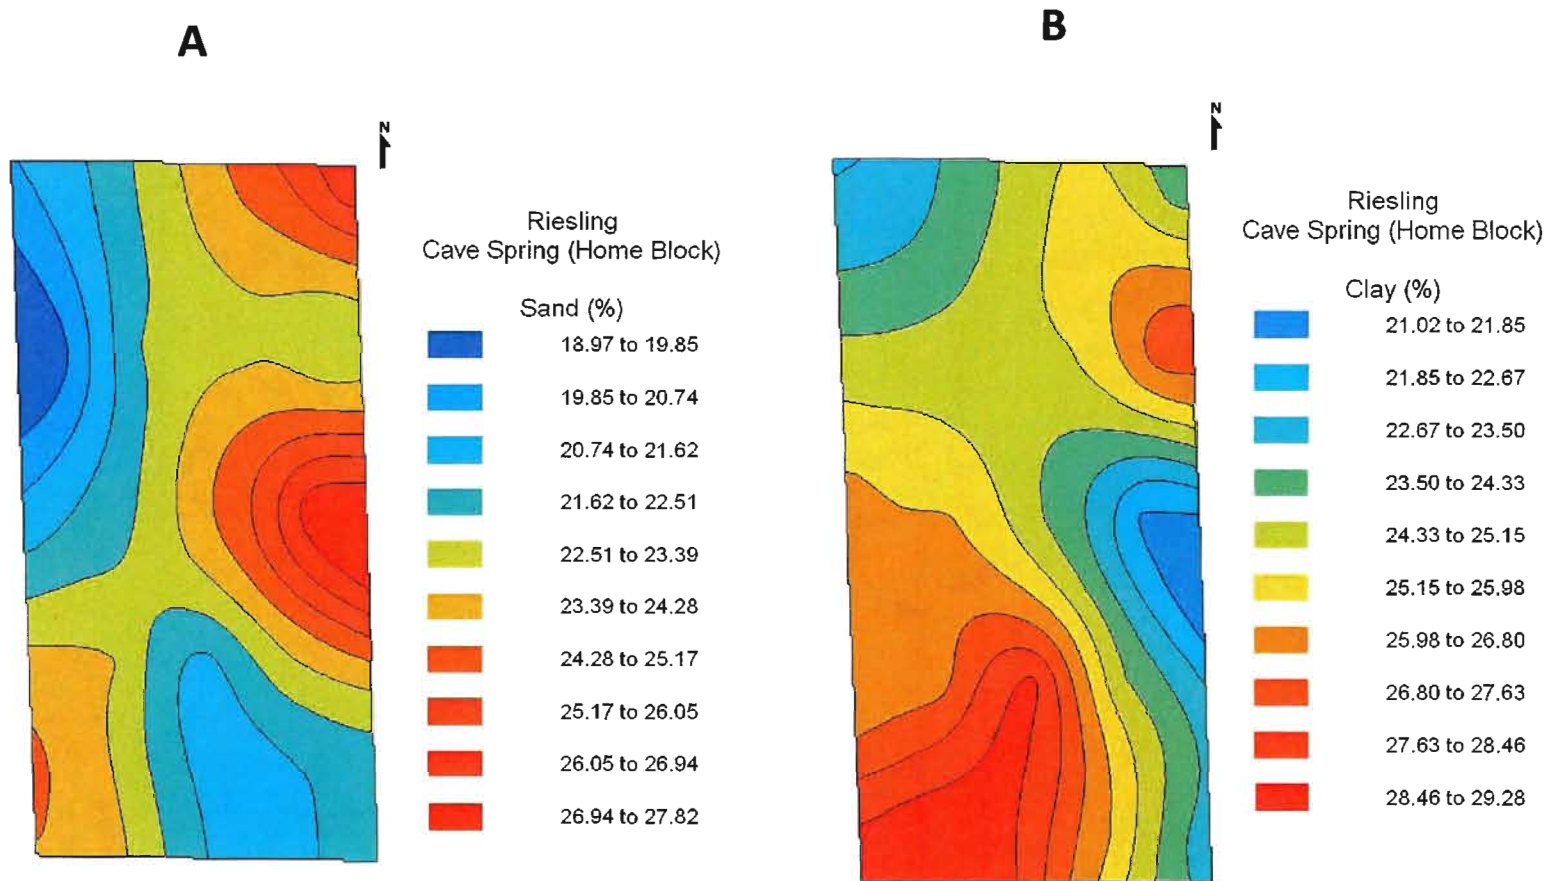 A
N
Riesling
Cave Spring (Home Block)
Sand (%)
18.97 to 19.85
19.85 to 20.74
20.74 to 21.62
21.62 to 22.51
22.51 to 23.39
23.39 to 24.28
24.28 to 25.17
25.17 to 26.05
26.05 to 26.94
26.94 to 27.82
B
N
Riesling
Cave Spring (Home Block)
Clay (%)
21.02 to 21.85
21.85 to 22.67
22.67 to 23.50
23.50 to 24.33
24.33 to 25.15
25.15 to 25.98
25.98 to 26.80
26.80 to 27.63
27.63 to 28.46
28.46 to 29.28